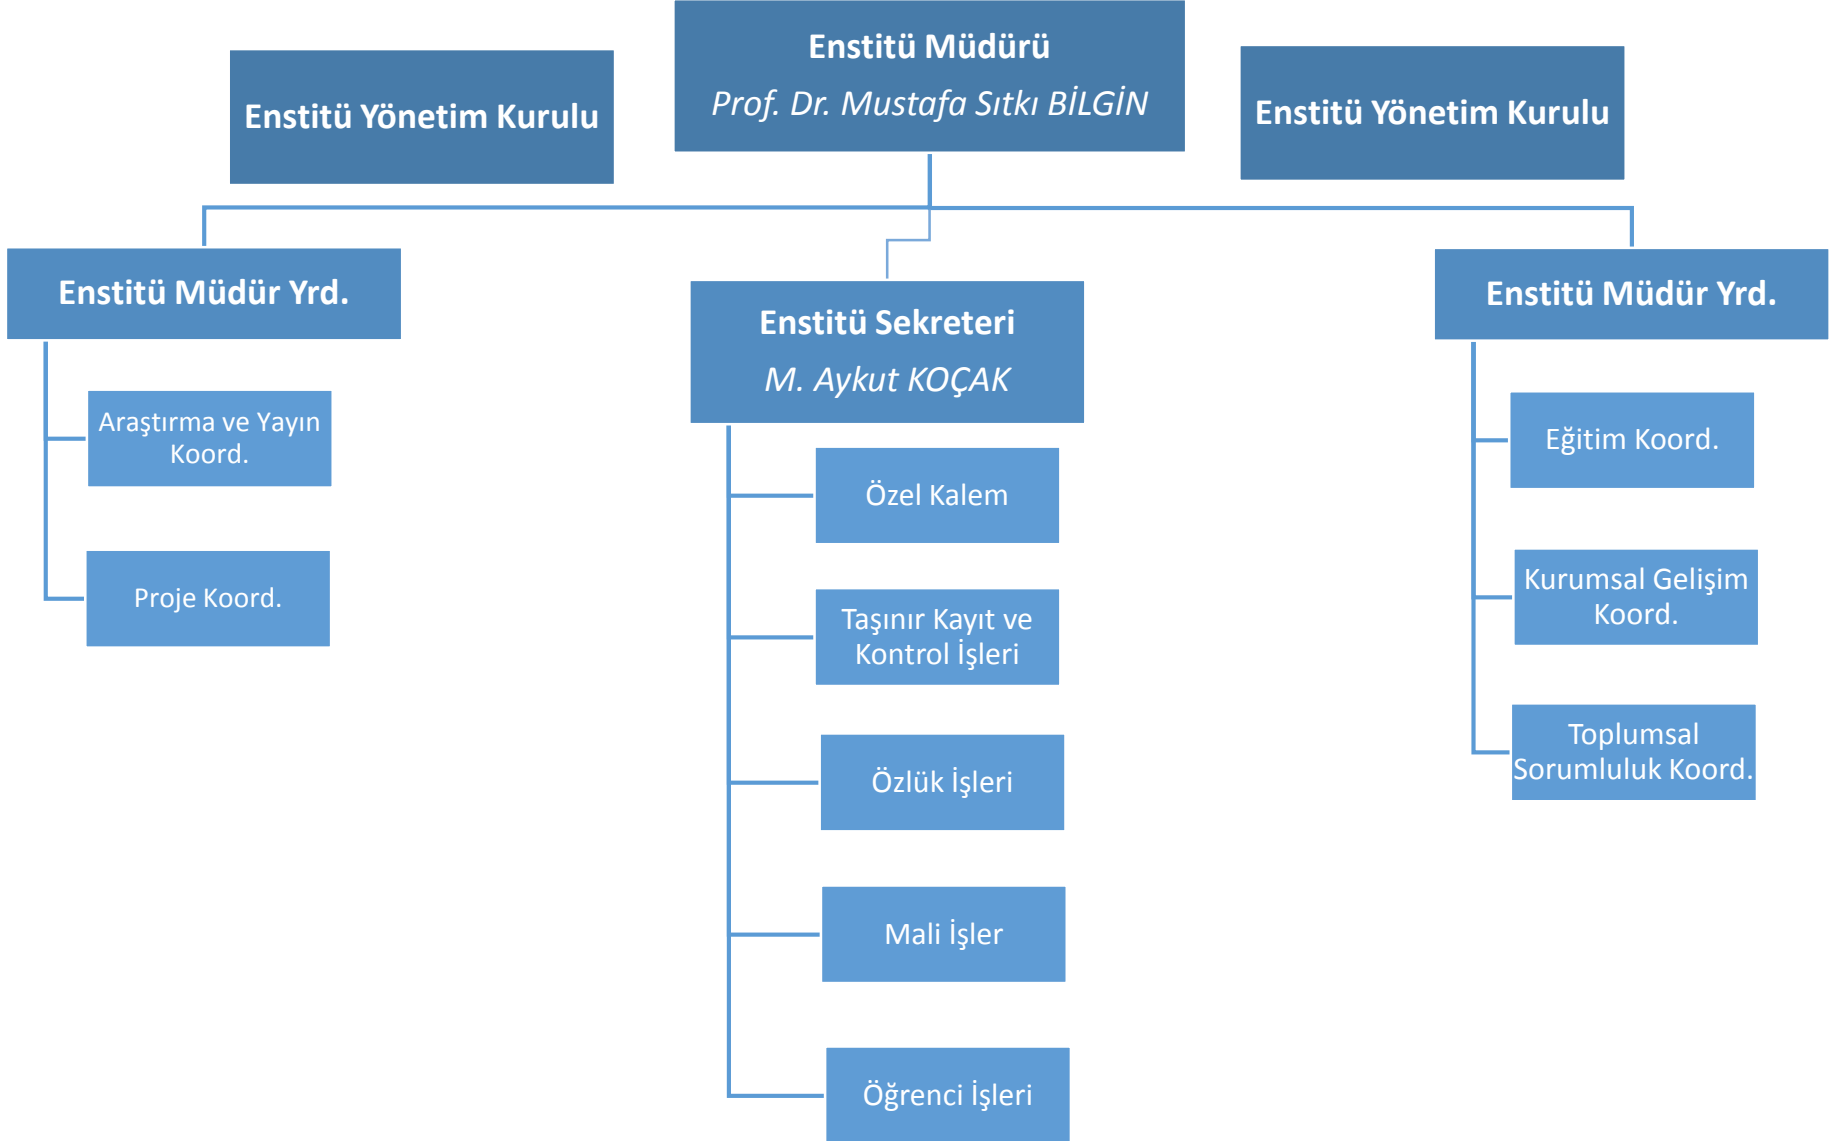 Enstitü Müdürü
Prof. Dr. Mustafa Sıtkı BİLGİN
Enstitü Yönetim Kurulu
Enstitü Yönetim Kurulu
Enstitü Müdür Yrd.
Araştırma ve Yayın
Koord.
Proje Koord.
Enstitü Sekreteri
M. Aykut KOÇAK
Özel Kalem
Taşınır Kayıt ve
Kontrol İşleri
Özlük İşleri
Mali İşler
Öğrenci İşleri
Enstitü Müdür Yrd.
Eğitim Koord.
Kurumsal Gelişim
Koord.
Toplumsal
Sorumluluk Koord.